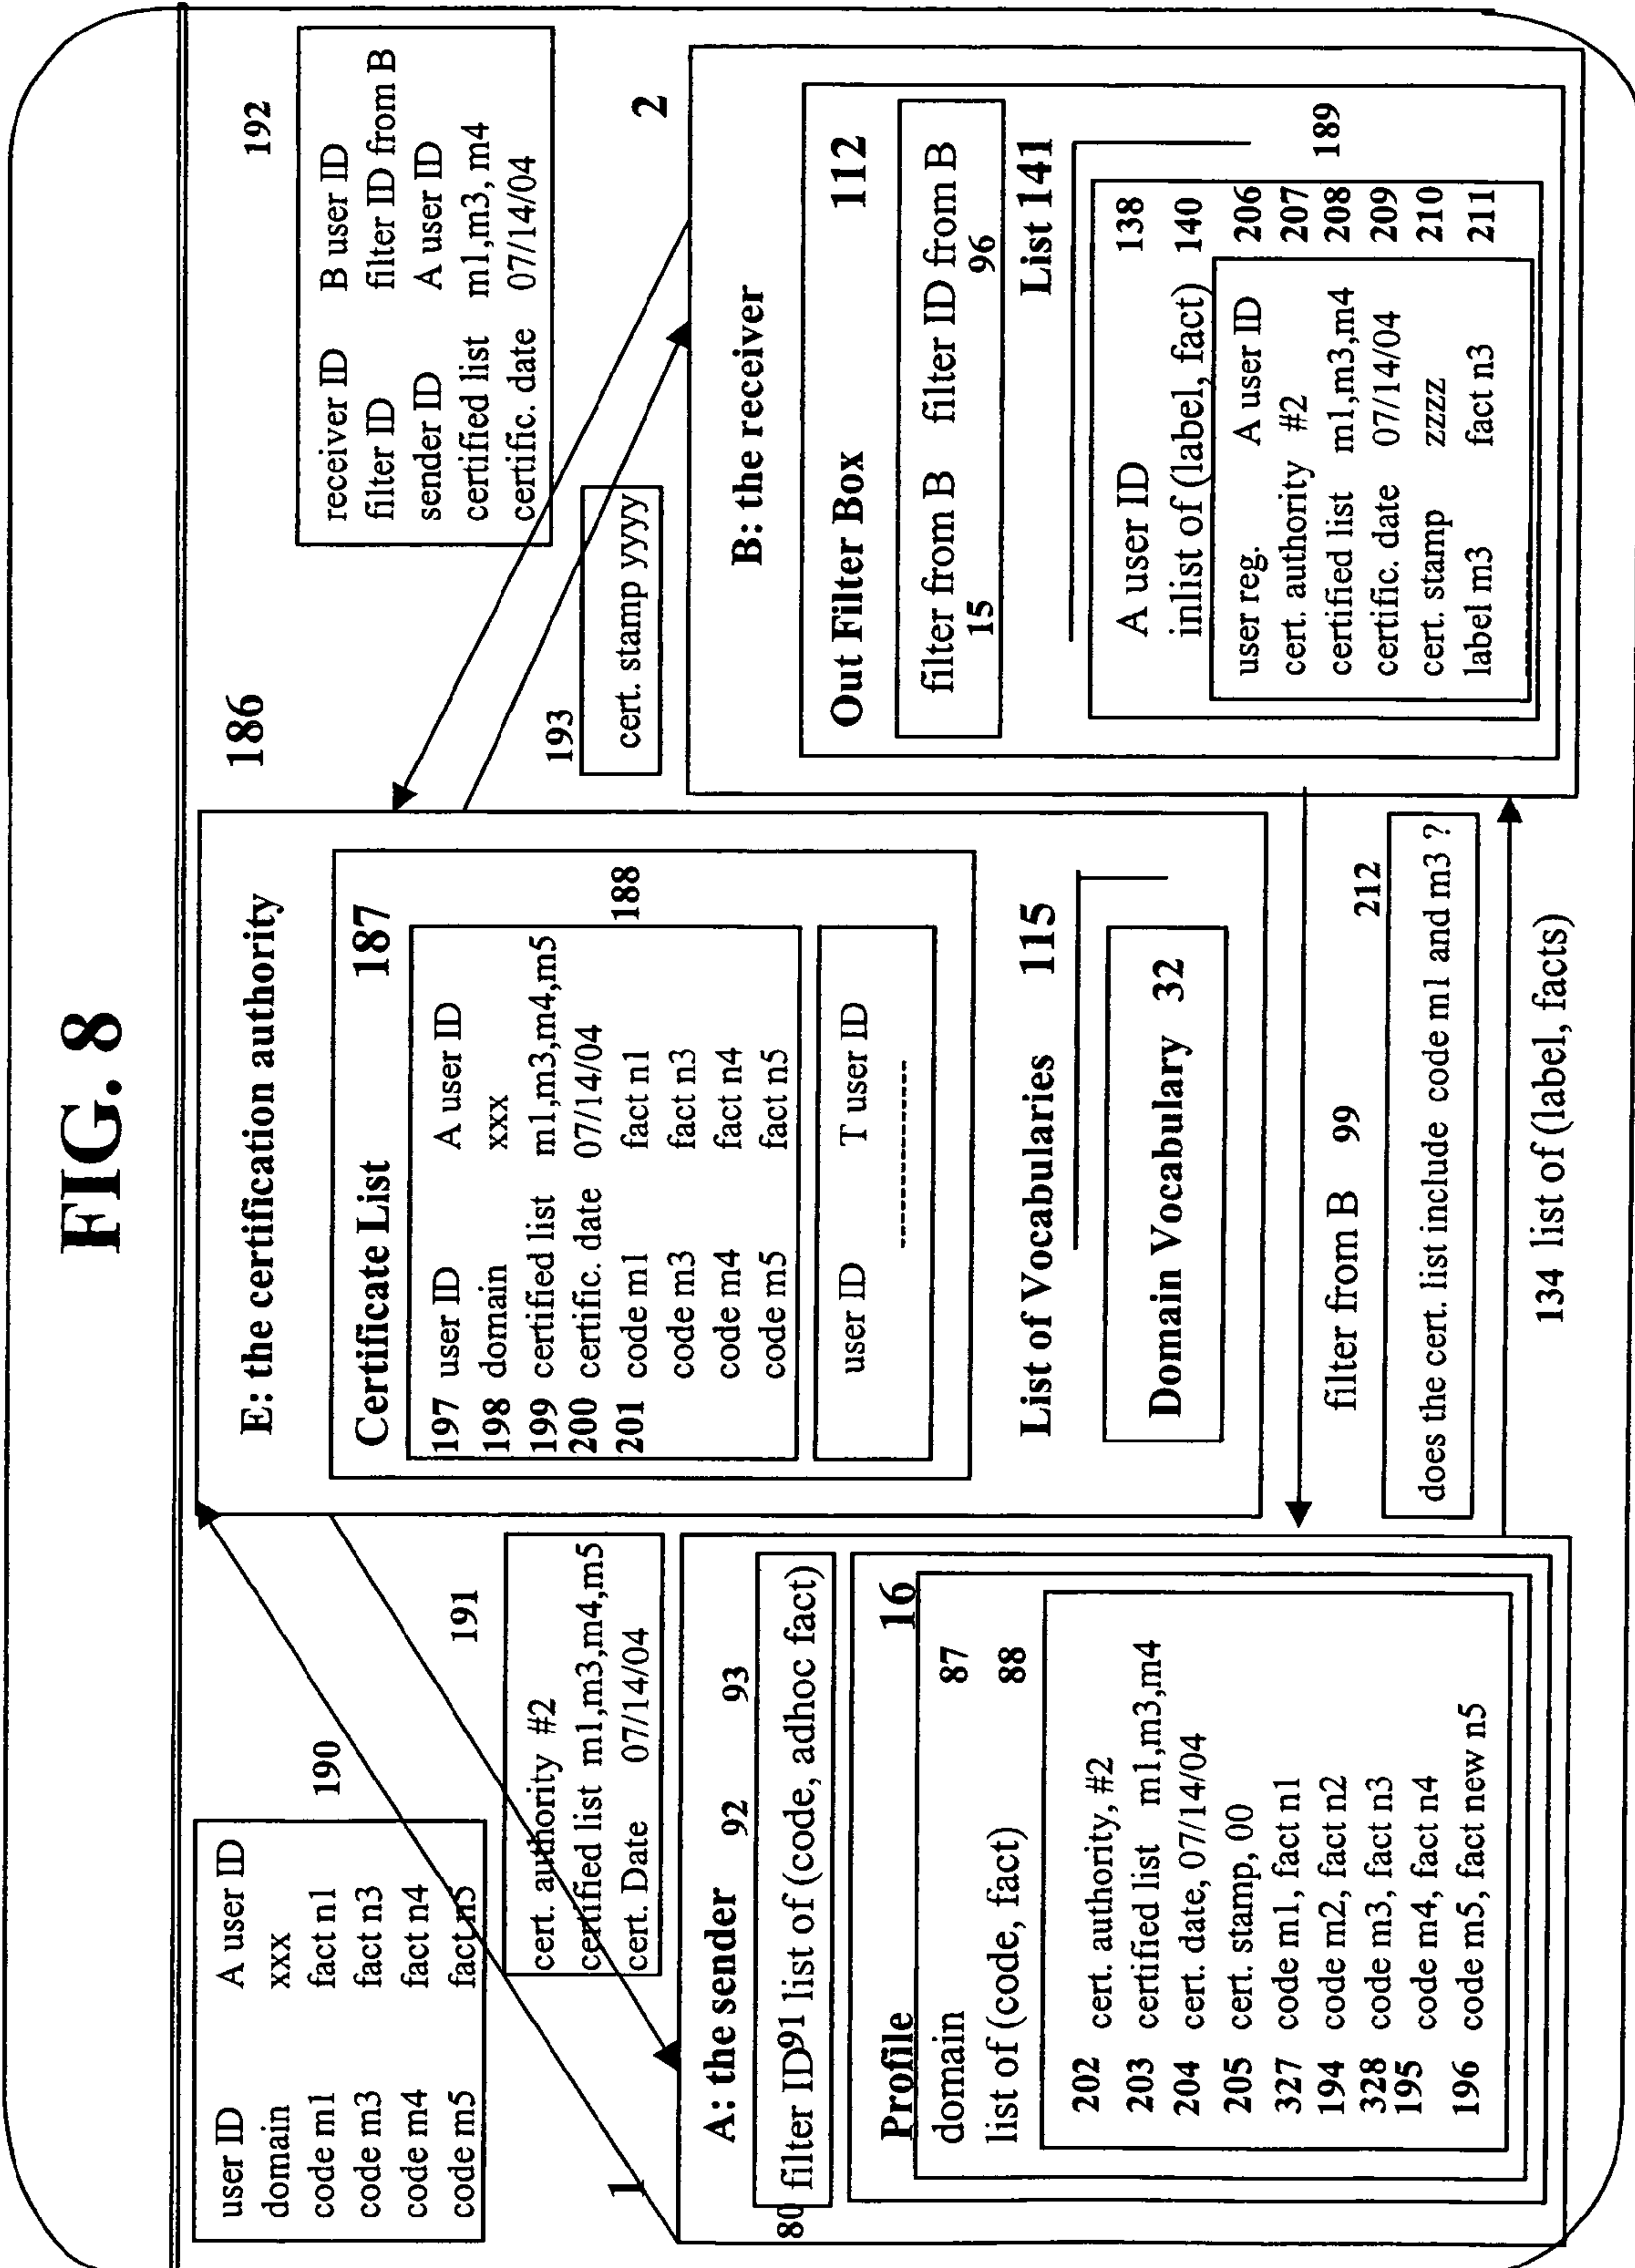 FIG. 8
186
user ID A user ID
domain xxx
code m1 fact n1
code m3 fact n3
code m4 fact n4
code m5 fact n5
190
191
cert. authority #2
certified list m1,m3,m4,m5
cert. Date 07/14/04
1
A: the sender 92 93
80 filter ID 91 list of (code, adhoc fact)
Profile 16
domain 87
list of (code, fact) 88
202 cert. authority, #2
203 certified list m1,m3,m4
204 cert. date, 07/14/04
205 cert. stamp, 00
327 code m1, fact n1
194 code m2, fact n2
328 code m3, fact n3
195 code m4, fact n4
196 code m5, fact new n5
E: the certification authority
Certificate List 187
197 user ID A user ID
198 domain xxx
199 certified list m1,m3,m4,m5
200 certific. date 07/14/04
201 code m1 fact n1
code m3 fact n3
code m4 fact n4
code m5 fact n5
188
user ID T user ID
List of Vocabularies 115
Domain Vocabulary 32
192
receiver ID B user ID
filter ID filter ID from B
sender ID A user ID
certified list m1,m3, m4
certific. date 07/14/04
193
cert. stamp yyyy
2
B: the receiver
Out Filter Box 112
filter from B filter ID from B
15 96
List 141
A user ID 138
inlist of (label, fact) 140
user reg. A user ID 206
cert. authority #2 207
certified list m1,m3,m4 208
certific. date 07/14/04 209
cert. stamp zzzz 210
label m3 fact n3 211
189
filter from B 99
212
does the cert. list include code m1 and m3 ?
134 list of (label, facts)